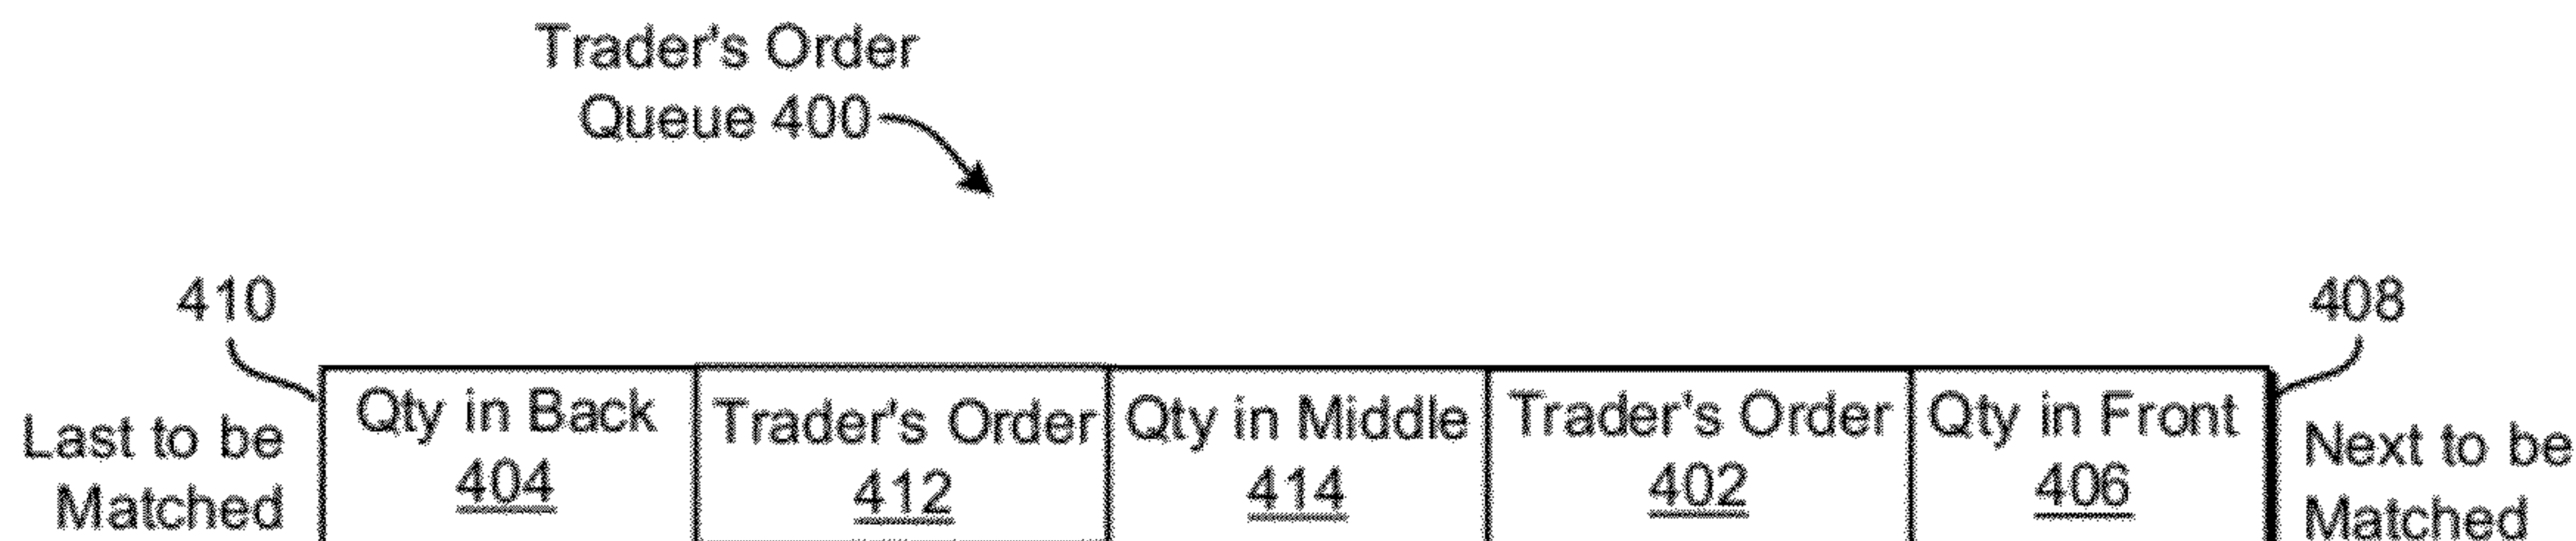 Trader's Order
Queue 400
410
408
Last to be
Matched
Qty in Back
404
Trader's Order
412
Qty in Middle
414
Trader's Order
402
Qty in Front
406
Next to be
Matched